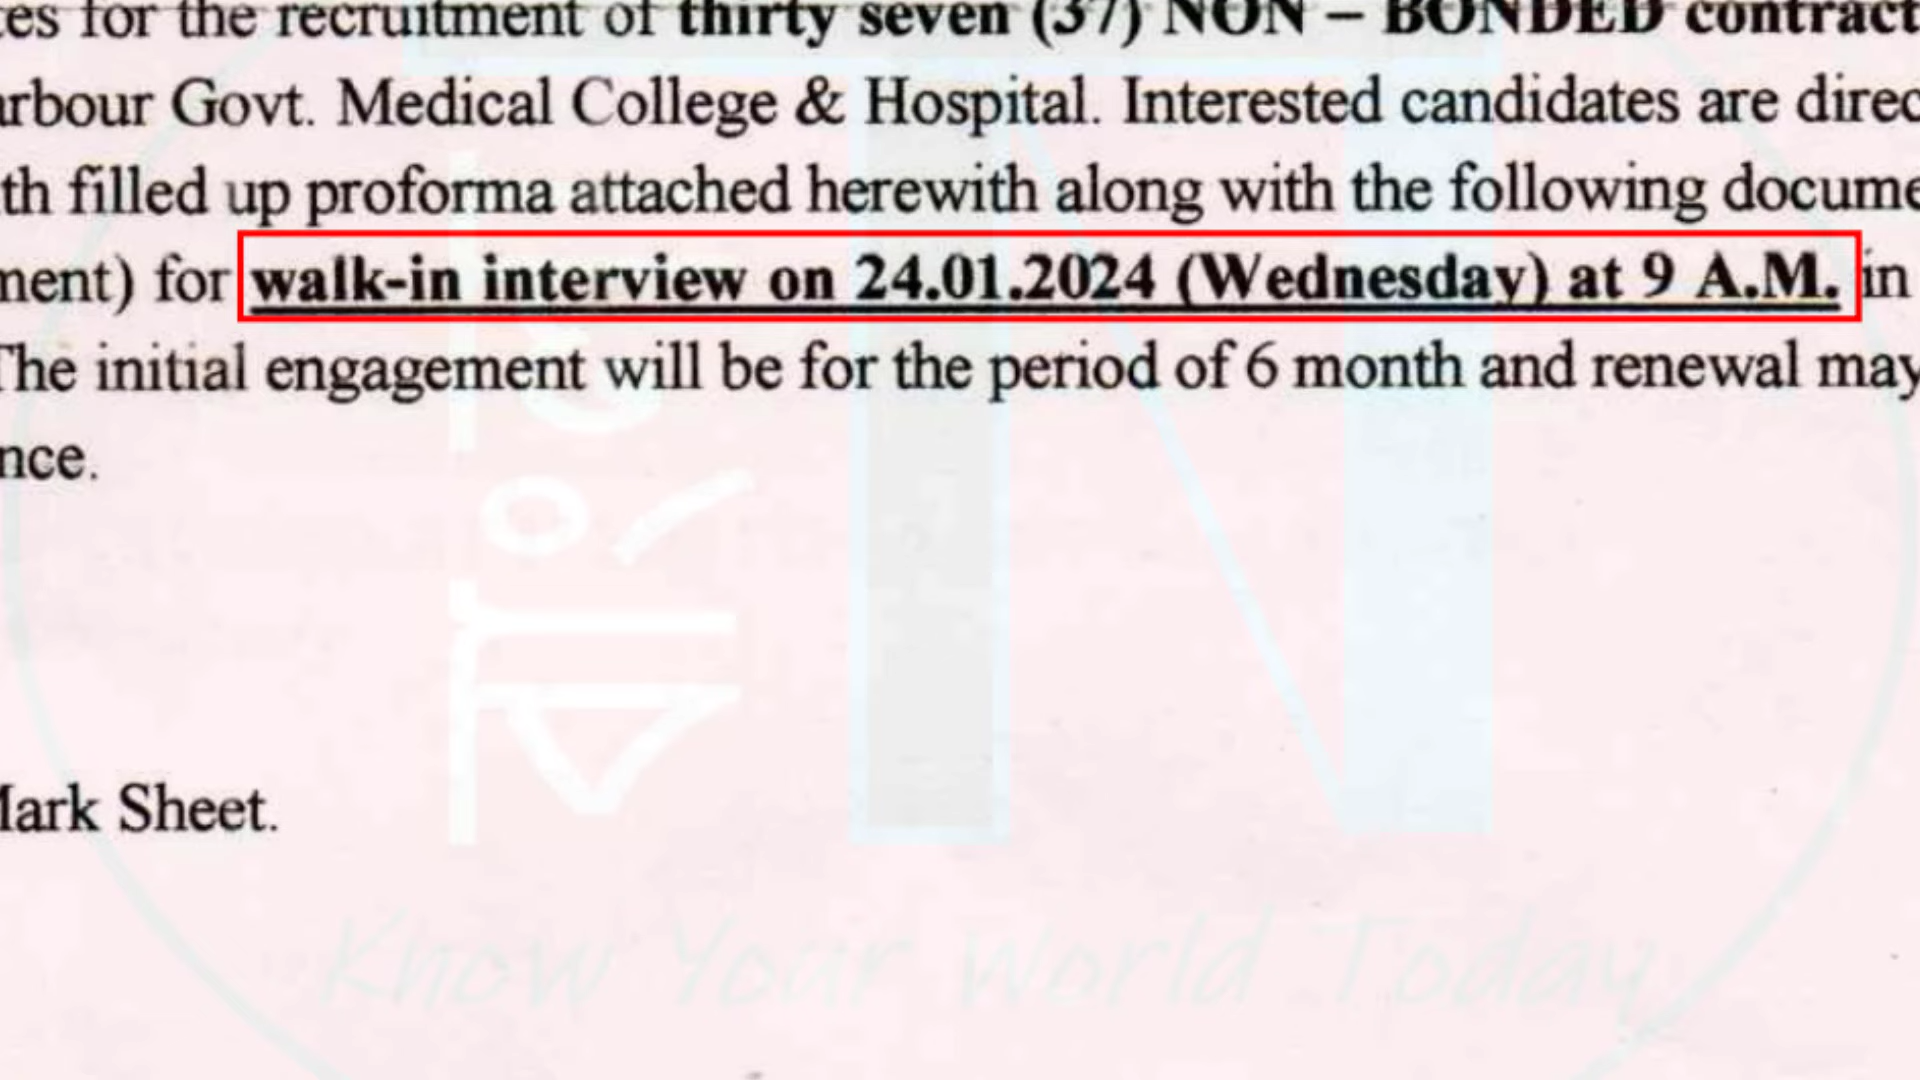 tes for the recruitment of thirty seven (37) NON – BONDED contract
arbour Govt. Medical College & Hospital. Interested candidates are direc
th filled up proforma attached herewith along with the following docume
ment) for walk-in interview on 24.01.2024 (Wednesday) at 9 A.M. in
The initial engagement will be for the period of 6 month and renewal may
nce.
Mark Sheet.
Know Your World Today